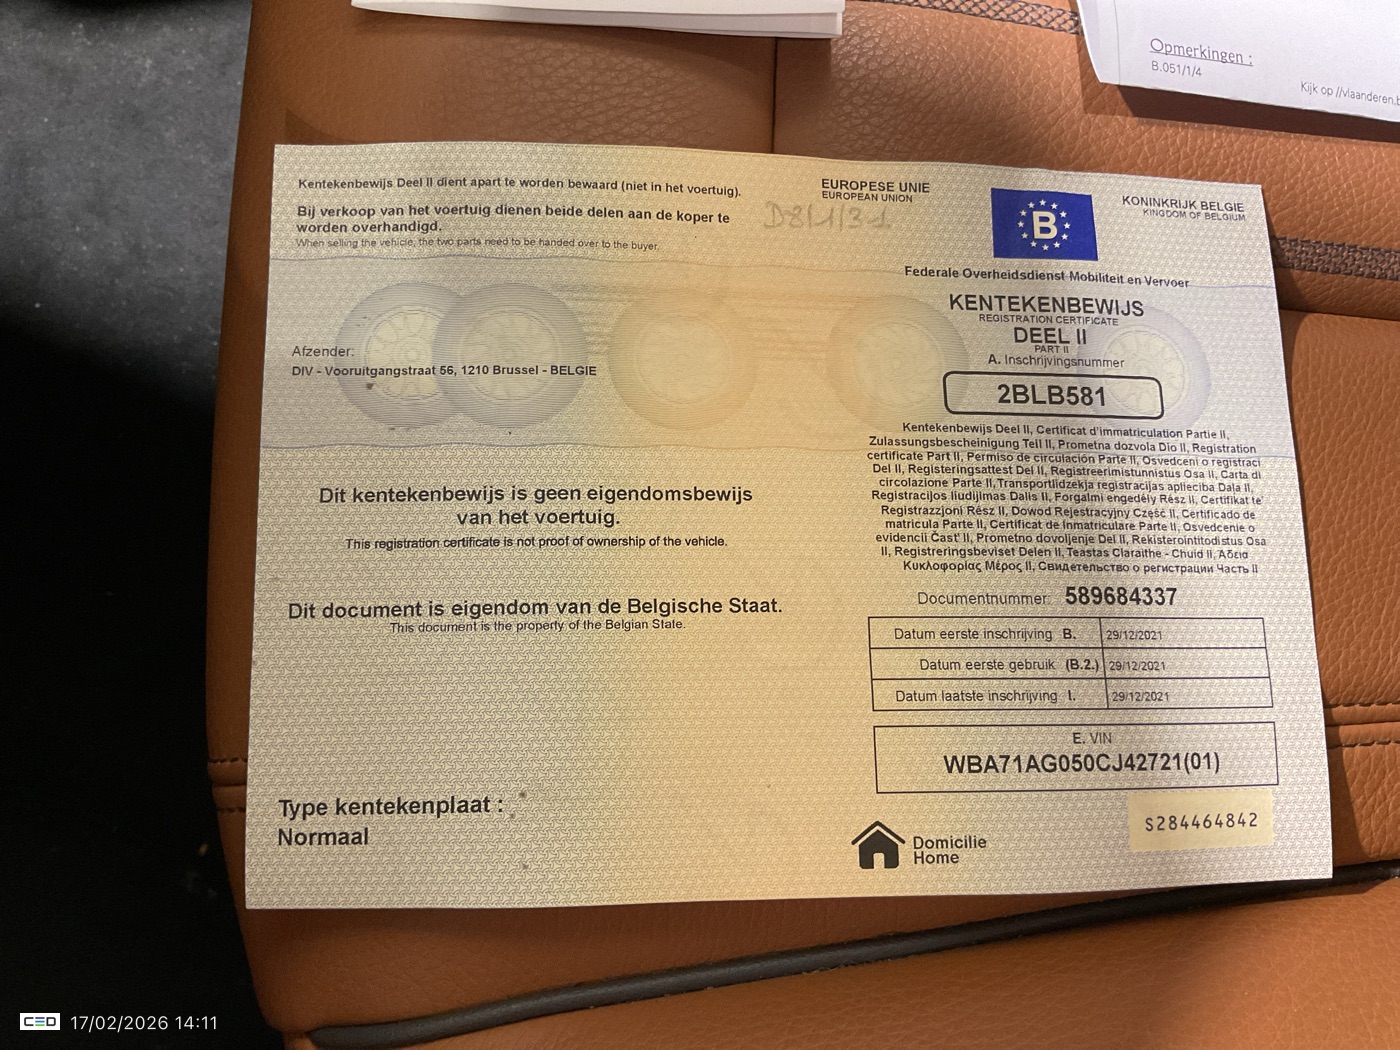 Opmerkingen :
B.051/1/4
Kijk op //vlaanderen.b
Kentekenbewijs Deel II dient apart te worden bewaard (niet in het voertuig).
Bij verkoop van het voertuig dienen beide delen aan de koper te
worden overhandigd.
When selling the vehicle, the two parts need to be handed over to the buyer.
EUROPESE UNIE
EUROPEAN UNION
B
KONINKRIJK BELGIE
KINGDOM OF BELGIUM
Federale Overheidsdienst Mobiliteit en Vervoer
KENTEKENBEWIJS
REGISTRATION CERTIFICATE
DEEL II
PART II
A. Inschrijvingsnummer
2BLB581
Afzender:
DIV - Vooruitgangstraat 56, 1210 Brussel - BELGIE
Kentekenbewijs Deel II, Certificat d'immatriculation Partie II,
Zulassungsbescheinigung Teil II, Prometna dozvola Dio II, Registration
certificate Part II, Permiso de circulación Parte II, Osvedceni o registraci
Del II, Registeringsattest Del II, Registreerimistunnistus Osa II, Carta di
circolazione Parte II, Transportlidzekja registracijas aplieciba Daļa II,
Registracijos liudijimas Dalis II, Forgalmi engedély Rész II, Certifikat te'
Registrazzjoni Rész II, Dowod Rejestracyjny Część II, Certificado de
matricula Parte II, Certificat de înmatriculare Parte II, Osvedcenie o
evidencii Časť II, Prometno dovoljenje Del II, Rekisterointitodistus Osa
II, Registreringsbeviset Delen II, Teastas Claraithe - Chuid II, Άδεια
Κυκλοφορίας Μέρος II, Свидетельство о регистрации Часть II
Dit kentekenbewijs is geen eigendomsbewijs
van het voertuig.
This registration certificate is not proof of ownership of the vehicle.
Dit document is eigendom van de Belgische Staat.
This document is the property of the Belgian State.
Documentnummer: 589684337
Datum eerste inschrijving B. 29/12/2021
Datum eerste gebruik (B.2.) 29/12/2021
Datum laatste inschrijving I. 29/12/2021
E. VIN
WBA71AG050CJ42721(01)
S284464842
Type kentekenplaat :
Normaal
Domicilie
Home
CED 17/02/2026 14:11